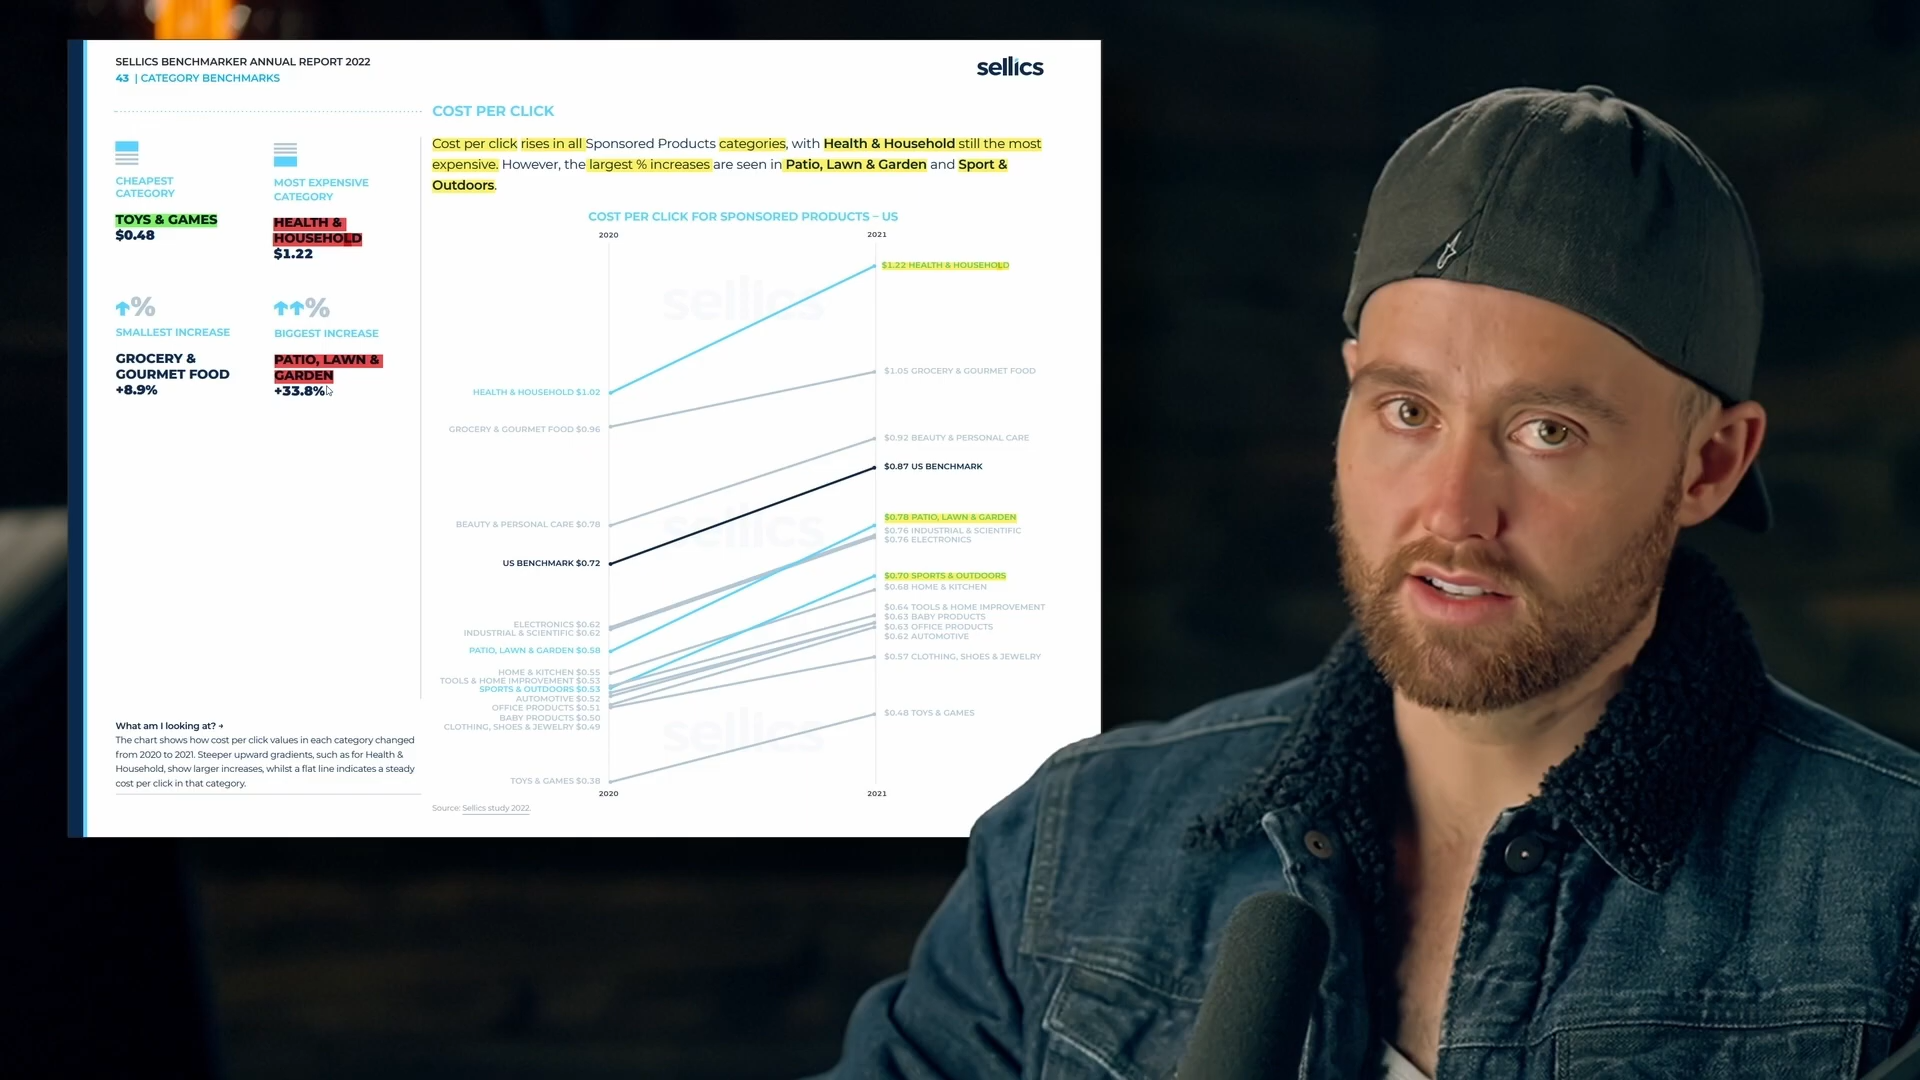 SELLICS BENCHMARKER ANNUAL REPORT 2022
43 | CATEGORY BENCHMARKS
sellics
CHEAPEST
CATEGORY
TOYS & GAMES
$0.48
MOST EXPENSIVE
CATEGORY
HEALTH &
HOUSEHOLD
$1.22
%
SMALLEST INCREASE
GROCERY &
GOURMET FOOD
+8.9%
%
BIGGEST INCREASE
PATIO, LAWN &
GARDEN
+33.8%
What am I looking at? →
The chart shows how cost per click values in each category changed
from 2020 to 2021. Steeper upward gradients, such as for Health &
Household, show larger increases, whilst a flat line indicates a steady
cost per click in that category.
COST PER CLICK
Cost per click rises in all Sponsored Products categories, with Health & Household still the most
expensive. However, the largest % increases are seen in Patio, Lawn & Garden and Sport &
Outdoors.
COST PER CLICK FOR SPONSORED PRODUCTS – US
2020
2021
sellics
sellics
sellics
HEALTH & HOUSEHOLD $1.02
GROCERY & GOURMET FOOD $0.96
BEAUTY & PERSONAL CARE $0.78
US BENCHMARK $0.72
ELECTRONICS $0.62
INDUSTRIAL & SCIENTIFIC $0.62
PATIO, LAWN & GARDEN $0.58
HOME & KITCHEN $0.55
TOOLS & HOME IMPROVEMENT $0.53
SPORTS & OUTDOORS $0.53
AUTOMOTIVE $0.52
OFFICE PRODUCTS $0.51
BABY PRODUCTS $0.50
CLOTHING, SHOES & JEWELRY $0.49
TOYS & GAMES $0.38
$1.22 HEALTH & HOUSEHOLD
$1.05 GROCERY & GOURMET FOOD
$0.92 BEAUTY & PERSONAL CARE
$0.87 US BENCHMARK
$0.78 PATIO, LAWN & GARDEN
$0.76 INDUSTRIAL & SCIENTIFIC
$0.76 ELECTRONICS
$0.70 SPORTS & OUTDOORS
$0.68 HOME & KITCHEN
$0.64 TOOLS & HOME IMPROVEMENT
$0.63 BABY PRODUCTS
$0.63 OFFICE PRODUCTS
$0.62 AUTOMOTIVE
$0.57 CLOTHING, SHOES & JEWELRY
$0.48 TOYS & GAMES
2020
2021
Source: Sellics study 2022.